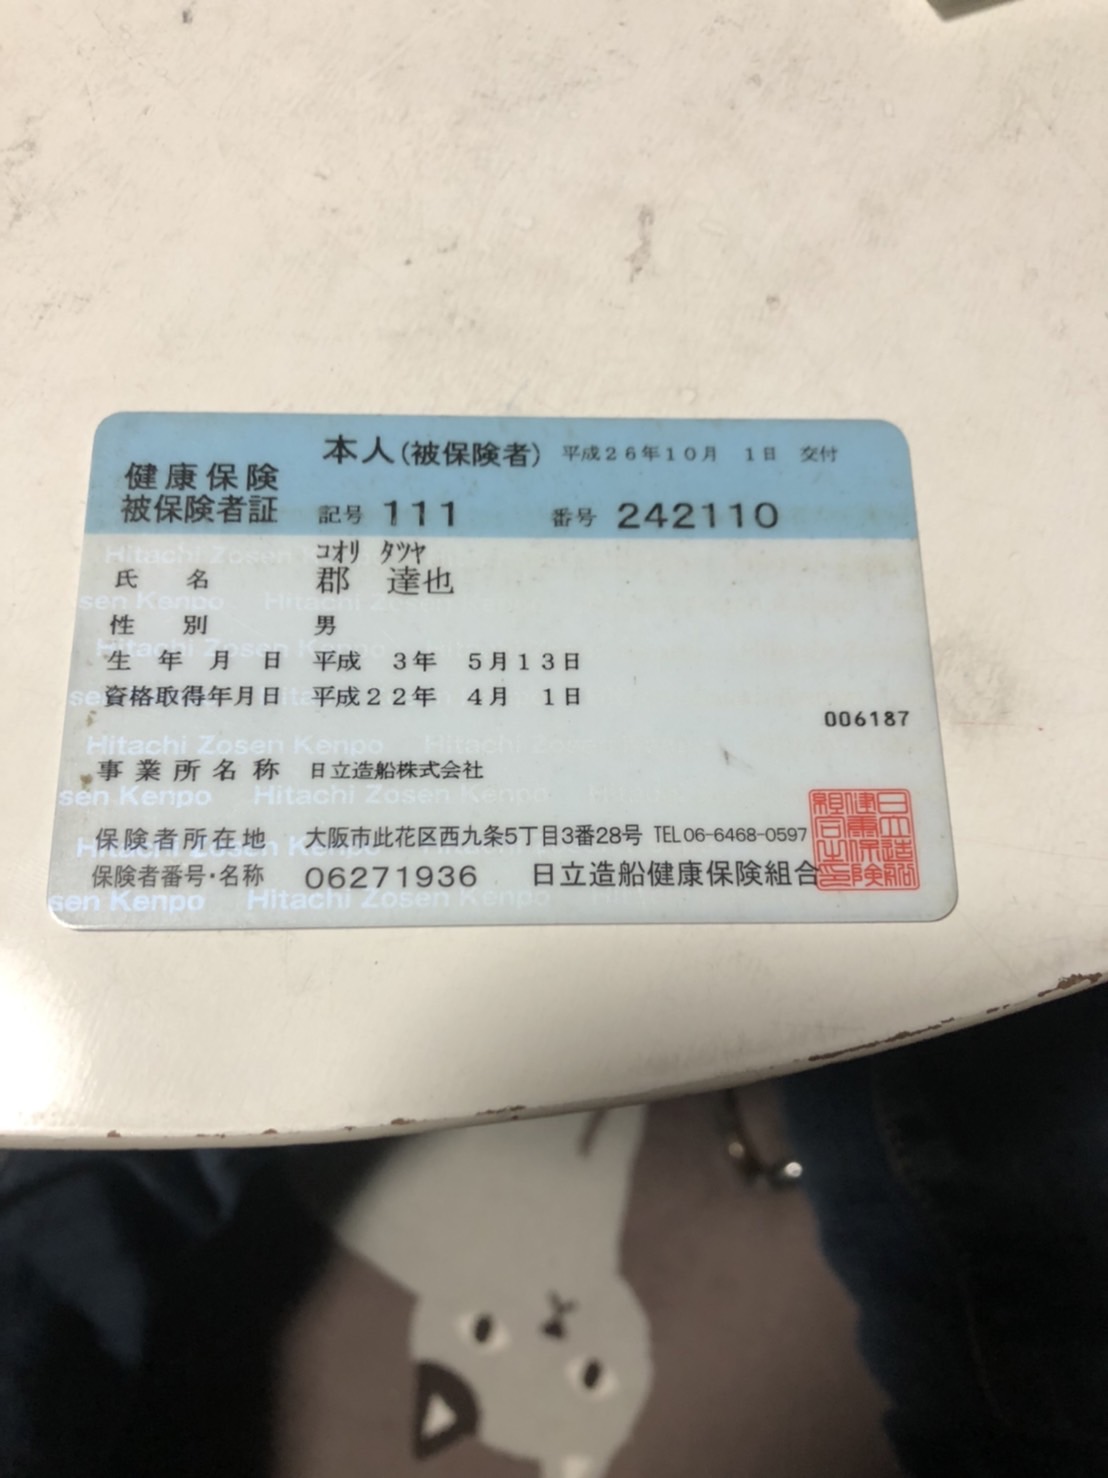 健康保険
被保険者証
本人(被保険者) 平成26年10月 1日 交付
記号 111 番号 242110
コオリ タツヤ
氏名 郡 達也
性別 男
生年月日 平成 3年 5月13日
資格取得年月日 平成22年 4月 1日
006187
事業所名称 日立造船株式会社
保険者所在地 大阪市此花区西九条5丁目3番28号 TEL06-6468-0597
保険者番号・名称 06271936 日立造船健康保険組合
Hitachi Zosen Kenpo